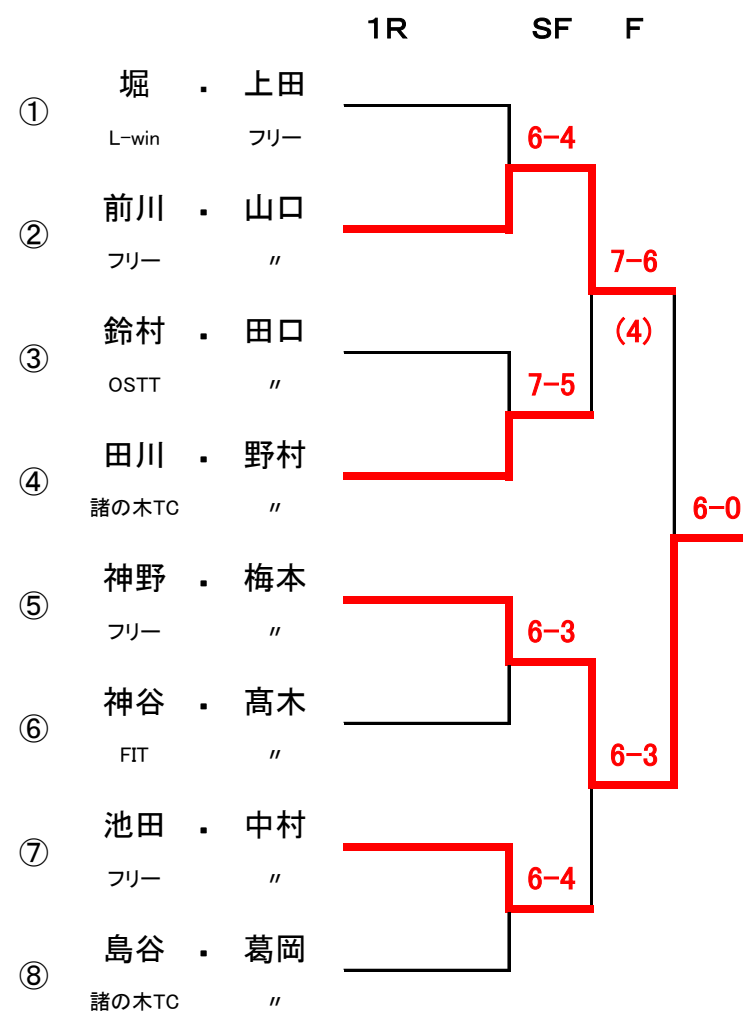 1R SF F
① 堀 ・ 上田
L-win フリー
6-4
② 前川 ・ 山口
フリー 〃
7-6
(4)
③ 鈴村 ・ 田口
OSTT 〃
7-5
④ 田川 ・ 野村
諸の木TC 〃
6-0
⑤ 神野 ・ 梅本
フリー 〃
6-3
⑥ 神谷 ・ 髙木
FIT 〃
6-3
⑦ 池田 ・ 中村
フリー 〃
6-4
⑧ 島谷 ・ 葛岡
諸の木TC 〃